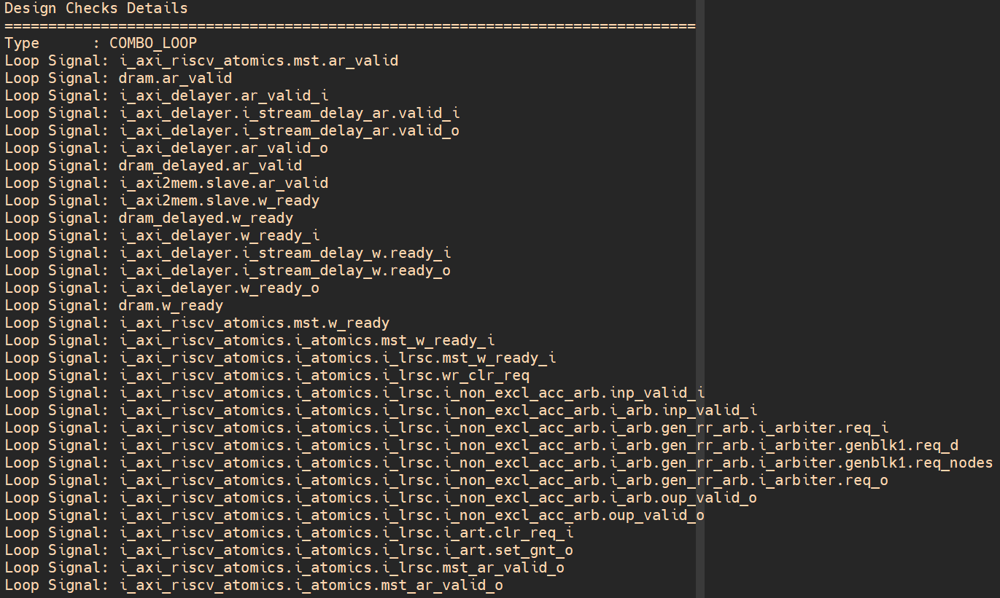 Design Checks Details
===============================================================================
Type      : COMBO_LOOP
Loop Signal: i_axi_riscv_atomics.mst.ar_valid
Loop Signal: dram.ar_valid
Loop Signal: i_axi_delayer.ar_valid_i
Loop Signal: i_axi_delayer.i_stream_delay_ar.valid_i
Loop Signal: i_axi_delayer.i_stream_delay_ar.valid_o
Loop Signal: i_axi_delayer.ar_valid_o
Loop Signal: dram_delayed.ar_valid
Loop Signal: i_axi2mem.slave.ar_valid
Loop Signal: i_axi2mem.slave.w_ready
Loop Signal: dram_delayed.w_ready
Loop Signal: i_axi_delayer.w_ready_i
Loop Signal: i_axi_delayer.i_stream_delay_w.ready_i
Loop Signal: i_axi_delayer.i_stream_delay_w.ready_o
Loop Signal: i_axi_delayer.w_ready_o
Loop Signal: dram.w_ready
Loop Signal: i_axi_riscv_atomics.mst.w_ready
Loop Signal: i_axi_riscv_atomics.i_atomics.mst_w_ready_i
Loop Signal: i_axi_riscv_atomics.i_atomics.i_lrsc.mst_w_ready_i
Loop Signal: i_axi_riscv_atomics.i_atomics.i_lrsc.wr_clr_req
Loop Signal: i_axi_riscv_atomics.i_atomics.i_lrsc.i_non_excl_acc_arb.inp_valid_i
Loop Signal: i_axi_riscv_atomics.i_atomics.i_lrsc.i_non_excl_acc_arb.i_arb.inp_valid_i
Loop Signal: i_axi_riscv_atomics.i_atomics.i_lrsc.i_non_excl_acc_arb.i_arb.gen_rr_arb.i_arbiter.req_i
Loop Signal: i_axi_riscv_atomics.i_atomics.i_lrsc.i_non_excl_acc_arb.i_arb.gen_rr_arb.i_arbiter.genblk1.req_d
Loop Signal: i_axi_riscv_atomics.i_atomics.i_lrsc.i_non_excl_acc_arb.i_arb.gen_rr_arb.i_arbiter.genblk1.req_nodes
Loop Signal: i_axi_riscv_atomics.i_atomics.i_lrsc.i_non_excl_acc_arb.i_arb.gen_rr_arb.i_arbiter.req_o
Loop Signal: i_axi_riscv_atomics.i_atomics.i_lrsc.i_non_excl_acc_arb.i_arb.oup_valid_o
Loop Signal: i_axi_riscv_atomics.i_atomics.i_lrsc.i_non_excl_acc_arb.oup_valid_o
Loop Signal: i_axi_riscv_atomics.i_atomics.i_lrsc.i_art.clr_req_i
Loop Signal: i_axi_riscv_atomics.i_atomics.i_lrsc.i_art.set_gnt_o
Loop Signal: i_axi_riscv_atomics.i_atomics.i_lrsc.mst_ar_valid_o
Loop Signal: i_axi_riscv_atomics.i_atomics.mst_ar_valid_o